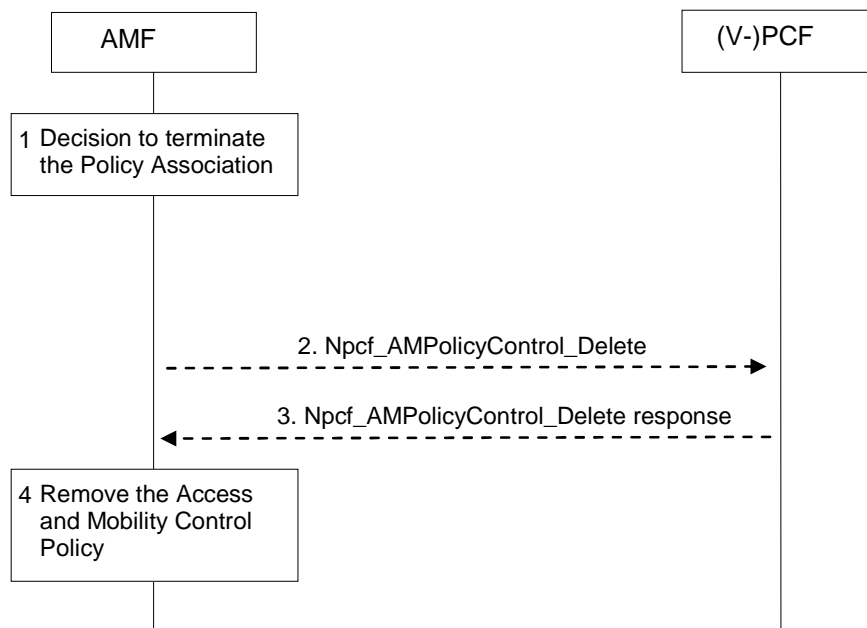 AMF
(V-)PCF
1 Decision to terminate
the Policy Association
2. Npcf_AMPolicyControl_Delete
3. Npcf_AMPolicyControl_Delete response
4 Remove the Access
and Mobility Control
Policy